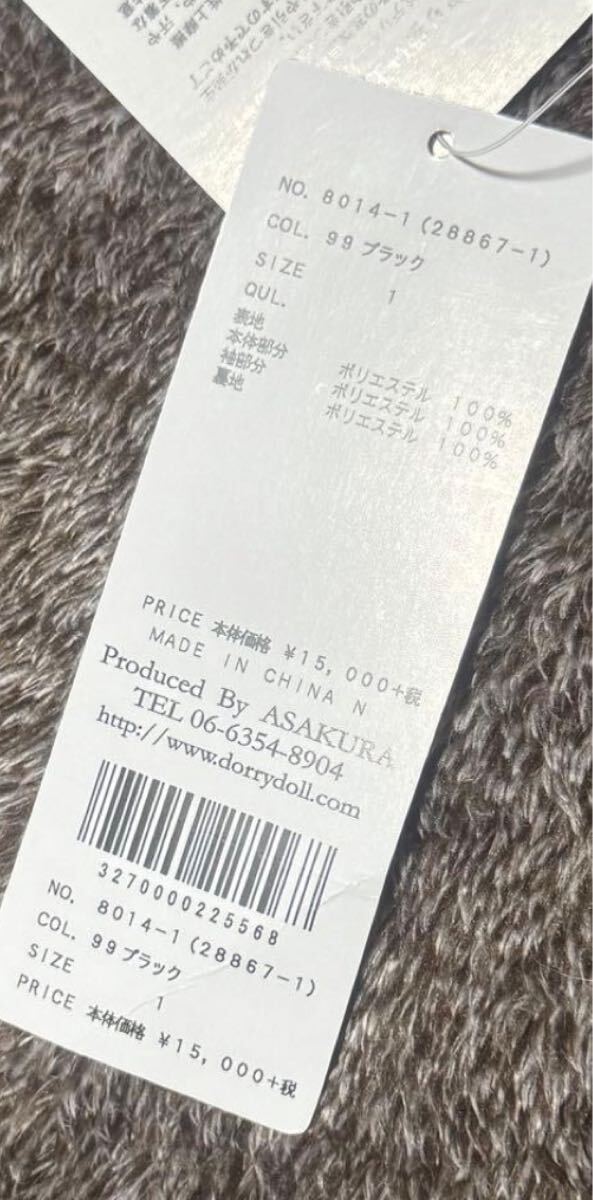 NO. 8014-1 (28867-1)
COL. 99 ブラック
SIZE 1
QUL.
表地
本体部分 ポリエステル 100%
袖部分 ポリエステル 100%
裏地 ポリエステル 100%
PRICE 本体価格 ¥15,000+税
MADE IN CHINA N
Produced By ASAKURA
TEL 06-6354-8904
http://www.dorrydoll.com
3270000225568
NO. 8014-1 (28867-1)
COL. 99 ブラック
SIZE 1
PRICE 本体価格 ¥15,000+税